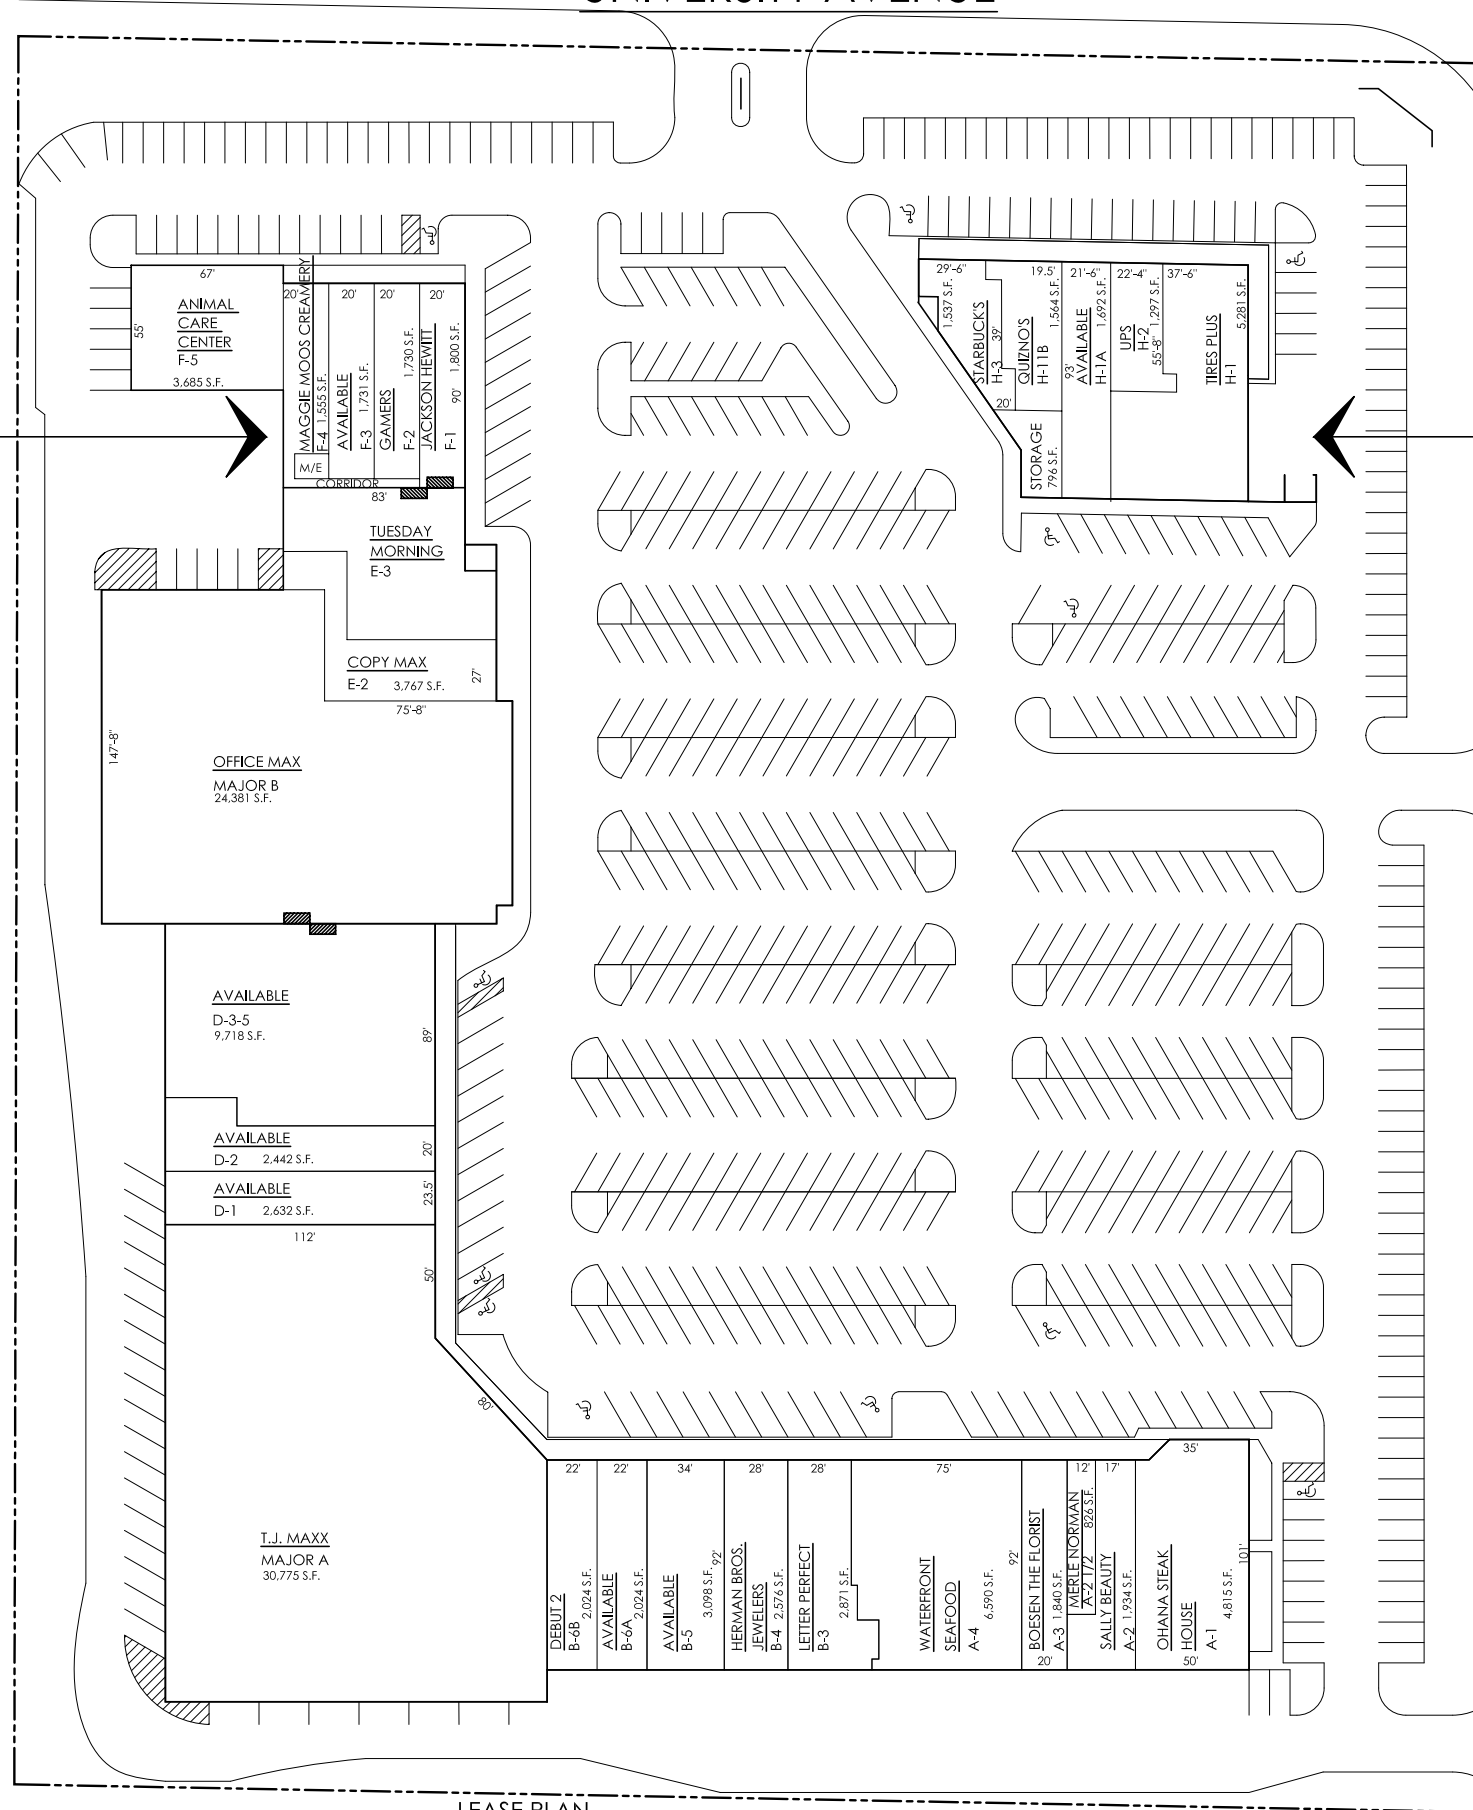 UNIVERSITY AVENUE
67'
55'
ANIMAL
CARE
CENTER
F-5
3,685 S.F.
20'
MAGGIE MOOS CREAMERY
F-4 1,555 S.F.
M/E
20'
AVAILABLE
F-3 1,731 S.F.
20'
GAMERS
F-2 1,730 S.F.
20'
JACKSON HEWITT
F-1 90' 1,800 S.F.
CORRIDOR
83'
29'-6"
1,537 S.F.
STARBUCK'S
H-3 39'
20'
19.5'
QUIZNO'S
H-11B 1,564 S.F.
STORAGE
796 S.F.
21'-6"
93'
AVAILABLE
H-1A 1,692 S.F.
22'-4"
UPS
H-2
55'-8" 1,297 S.F.
37'-6"
TIRES PLUS
H-1 5,281 S.F.
TUESDAY
MORNING
E-3
COPY MAX
E-2 3,767 S.F.
27'
75'-8"
147'-8"
OFFICE MAX
MAJOR B
24,381 S.F.
AVAILABLE
D-3-5
9,718 S.F.
89'
AVAILABLE
D-2 2,442 S.F.
20'
AVAILABLE
D-1 2,632 S.F.
23.5'
112'
50'
80'
T.J. MAXX
MAJOR A
30,775 S.F.
22'
DEBUT 2
B-6B 2,024 S.F.
22'
AVAILABLE
B-6A 2,024 S.F.
34'
AVAILABLE
B-5 3,098 S.F.
92'
28'
HERMAN BROS.
JEWELERS
B-4 2,576 S.F.
28'
LETTER PERFECT
B-3 2,871 S.F.
75'
WATERFRONT
SEAFOOD
A-4 6,590 S.F.
92'
BOESEN THE FLORIST
A-3 1,840 S.F.
20'
12'
MERLE NORMAN
A-2 1/2 826 S.F.
17'
SALLY BEAUTY
A-2 1,934 S.F.
35'
OHANA STEAK
HOUSE
A-1 4,815 S.F.
101'
50'
LEASE PLAN